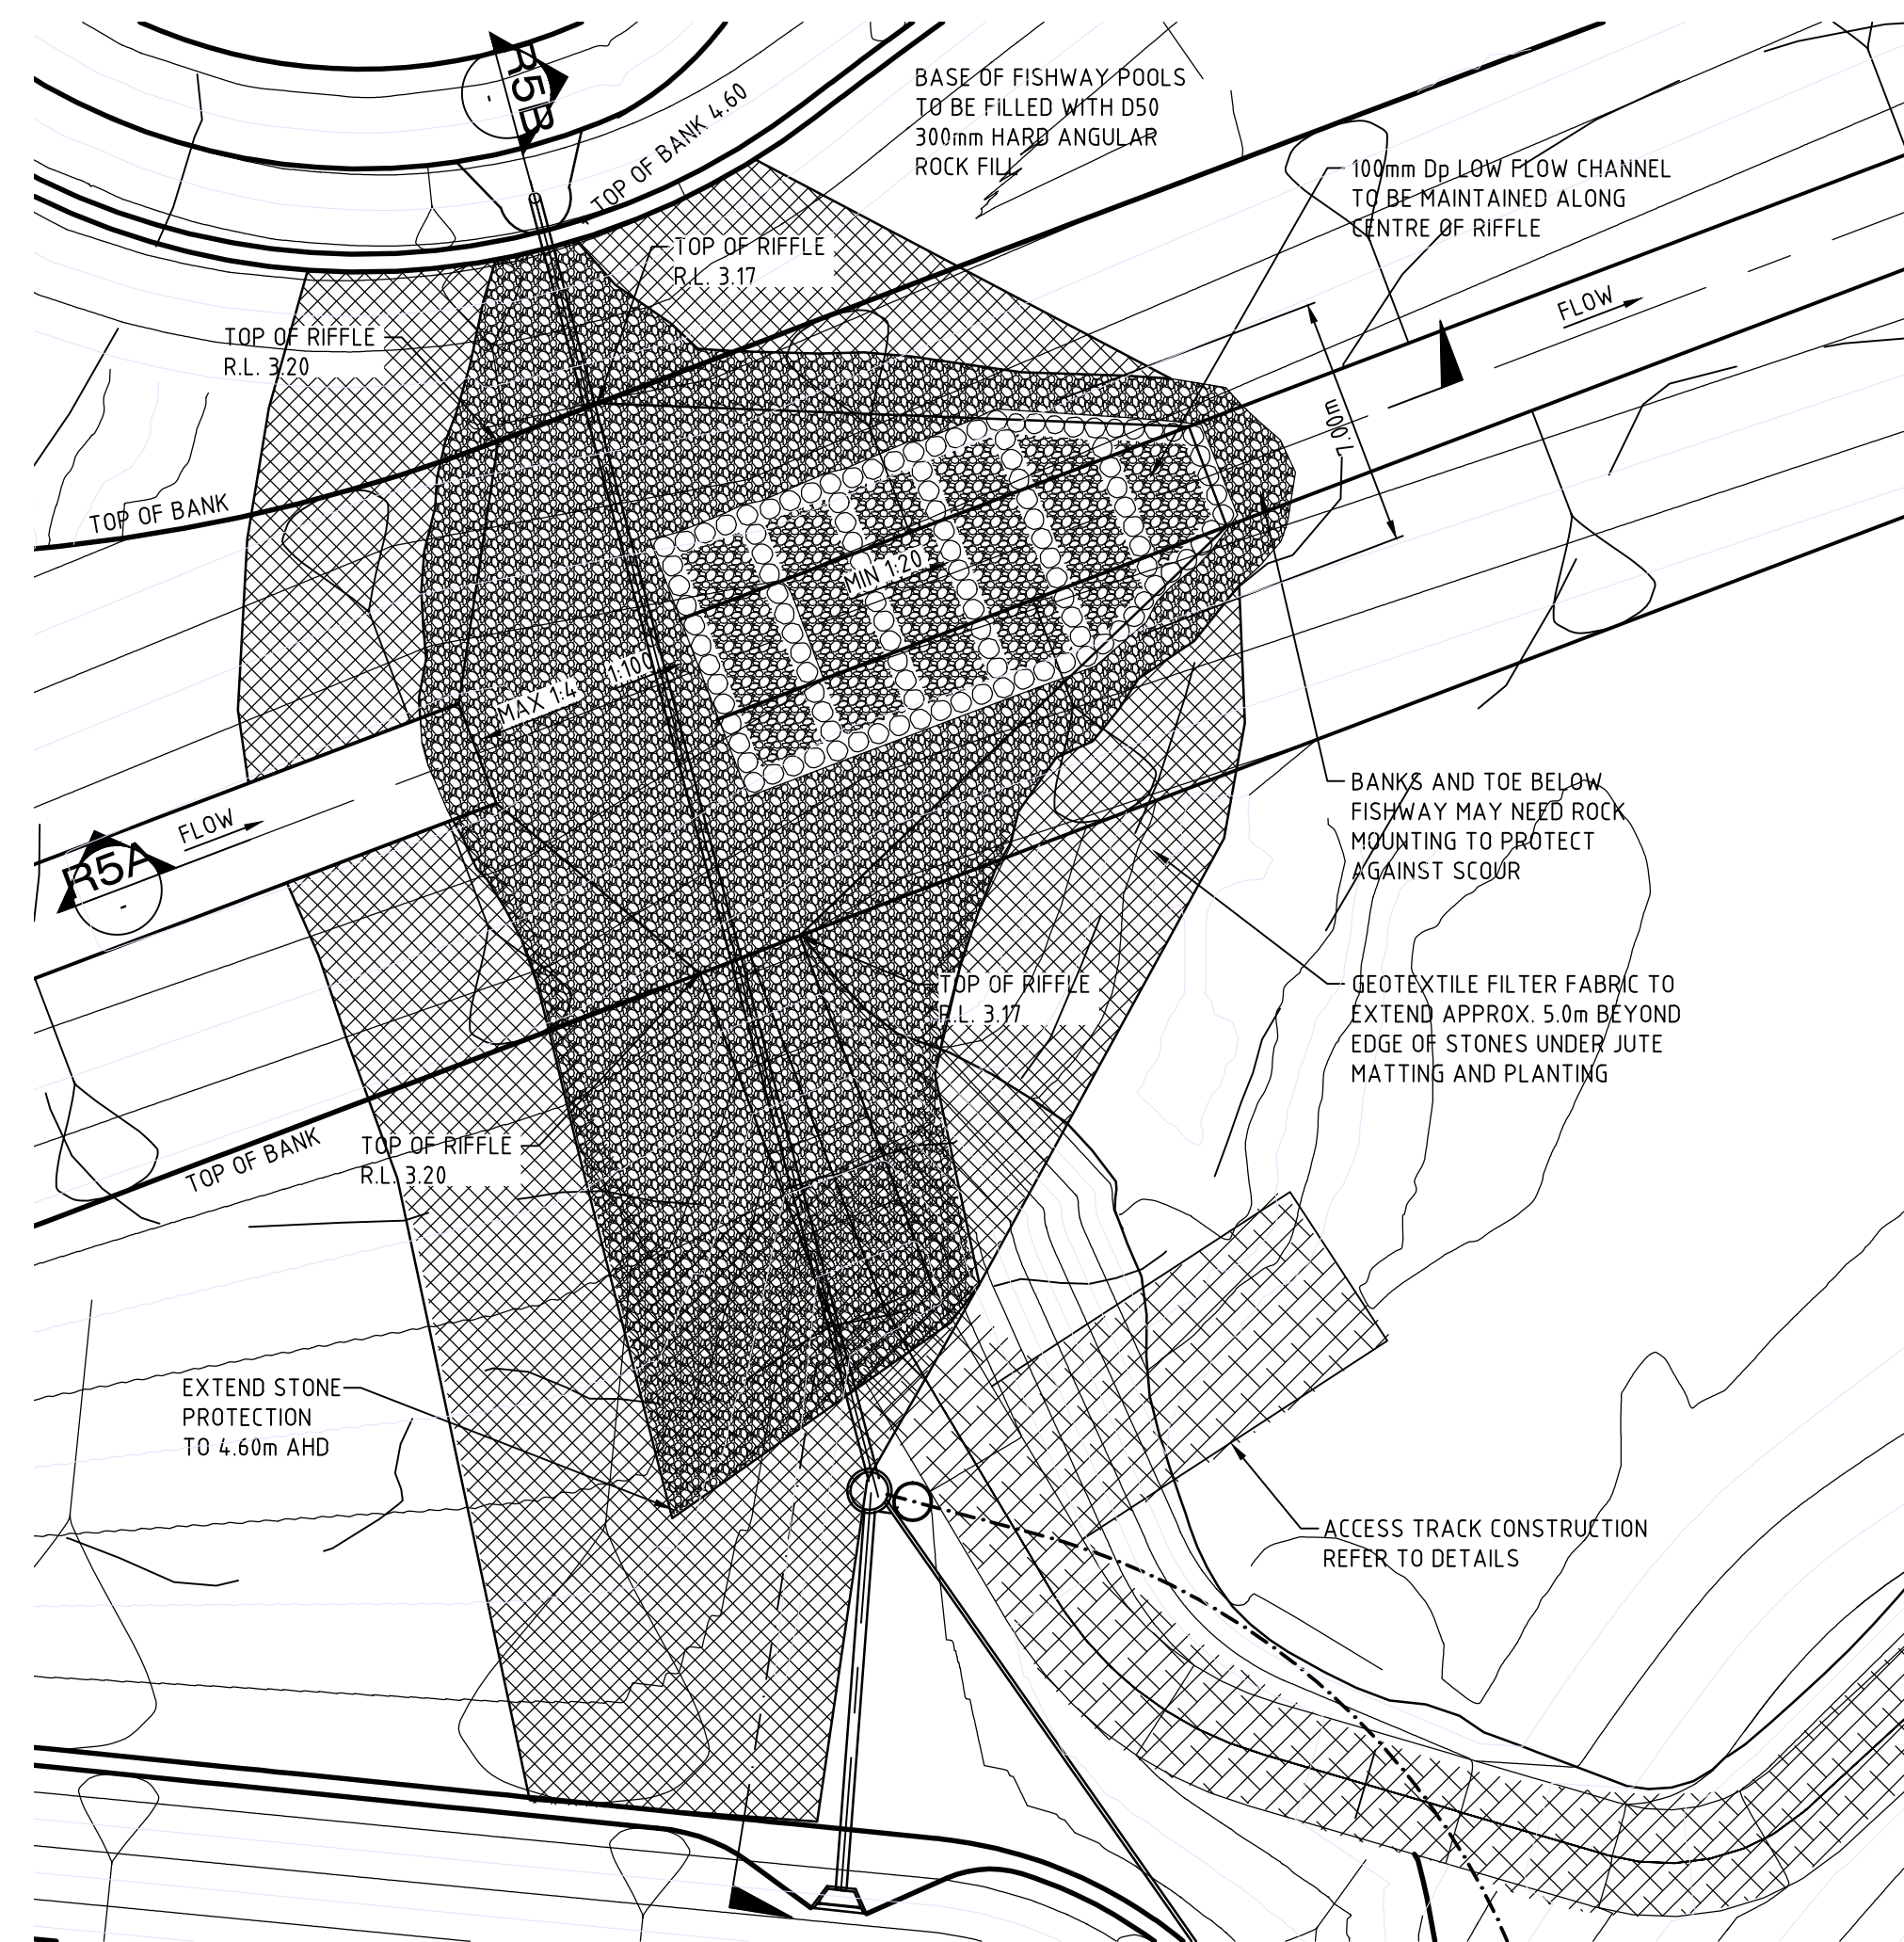 R5B
-
TOP OF BANK 4.60
BASE OF FISHWAY POOLS
TO BE FILLED WITH D50
300mm HARD ANGULAR
ROCK FILL
100mm Dp LOW FLOW CHANNEL
TO BE MAINTAINED ALONG
CENTRE OF RIFFLE
TOP OF RIFFLE
R.L. 3.17
FLOW
TOP OF RIFFLE
R.L. 3.20
7.00m
TOP OF BANK
MIN 1:20
1:100
MAX 1:4
BANKS AND TOE BELOW
FISHWAY MAY NEED ROCK
MOUNTING TO PROTECT
AGAINST SCOUR
FLOW
R5A
-
TOP OF RIFFLE
R.L. 3.17
GEOTEXTILE FILTER FABRIC TO
EXTEND APPROX. 5.0m BEYOND
EDGE OF STONES UNDER JUTE
MATTING AND PLANTING
TOP OF BANK
TOP OF RIFFLE
R.L. 3.20
EXTEND STONE
PROTECTION
TO 4.60m AHD
ACCESS TRACK CONSTRUCTION
REFER TO DETAILS